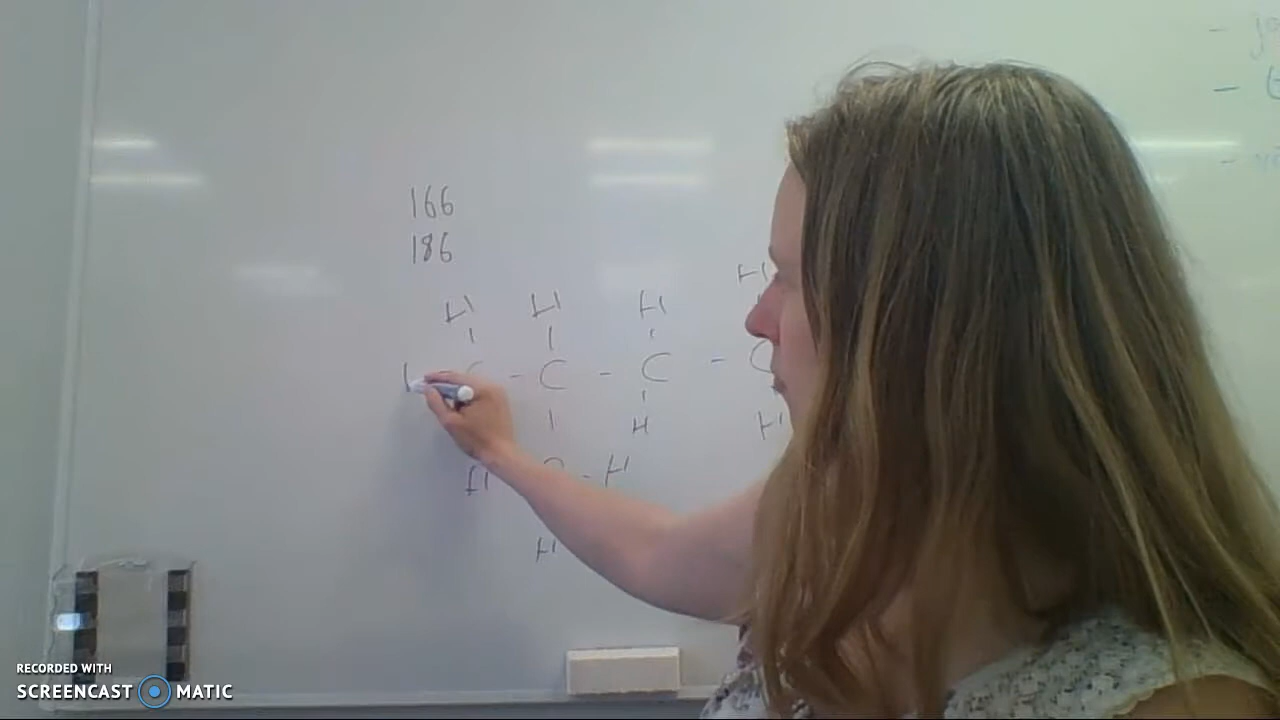 166
186
H H H H
C - C - C - C
H H
H C - H
H
RECORDED WITH
SCREENCAST MATIC